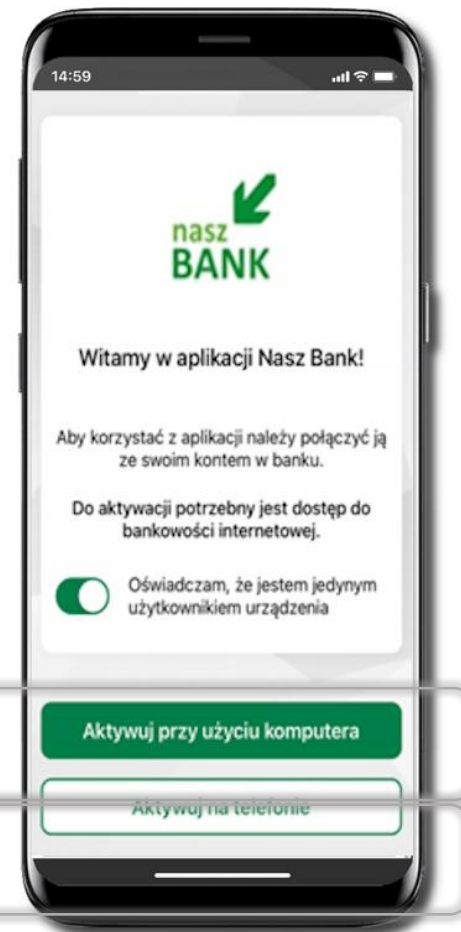 14:59
nasz
BANK
Witamy w aplikacji Nasz Bank!
Aby korzystać z aplikacji należy połączyć ją
ze swoim kontem w banku.
Do aktywacji potrzebny jest dostęp do
bankowości internetowej.
Oświadczam, że jestem jedynym
użytkownikiem urządzenia
Aktywuj przy użyciu komputera
Aktywuj na telefonie